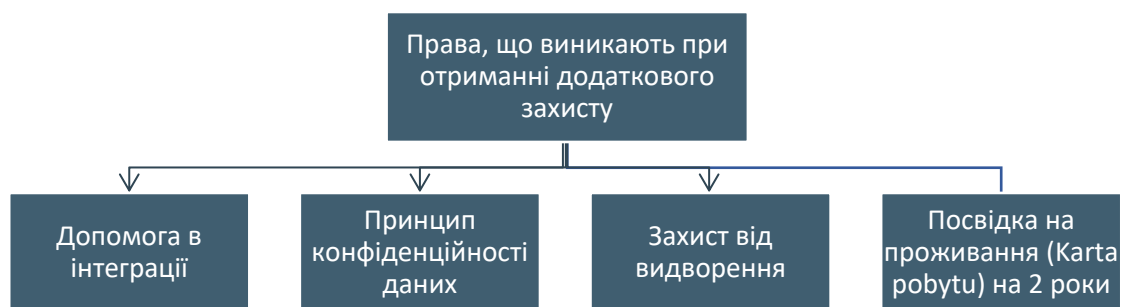 Права, що виникають при
отриманні додаткового
захисту
Допомога в
інтеграції
Принцип
конфіденційності
даних
Захист від
видворення
Посвідка на
проживання (Karta
pobytu) на 2 роки